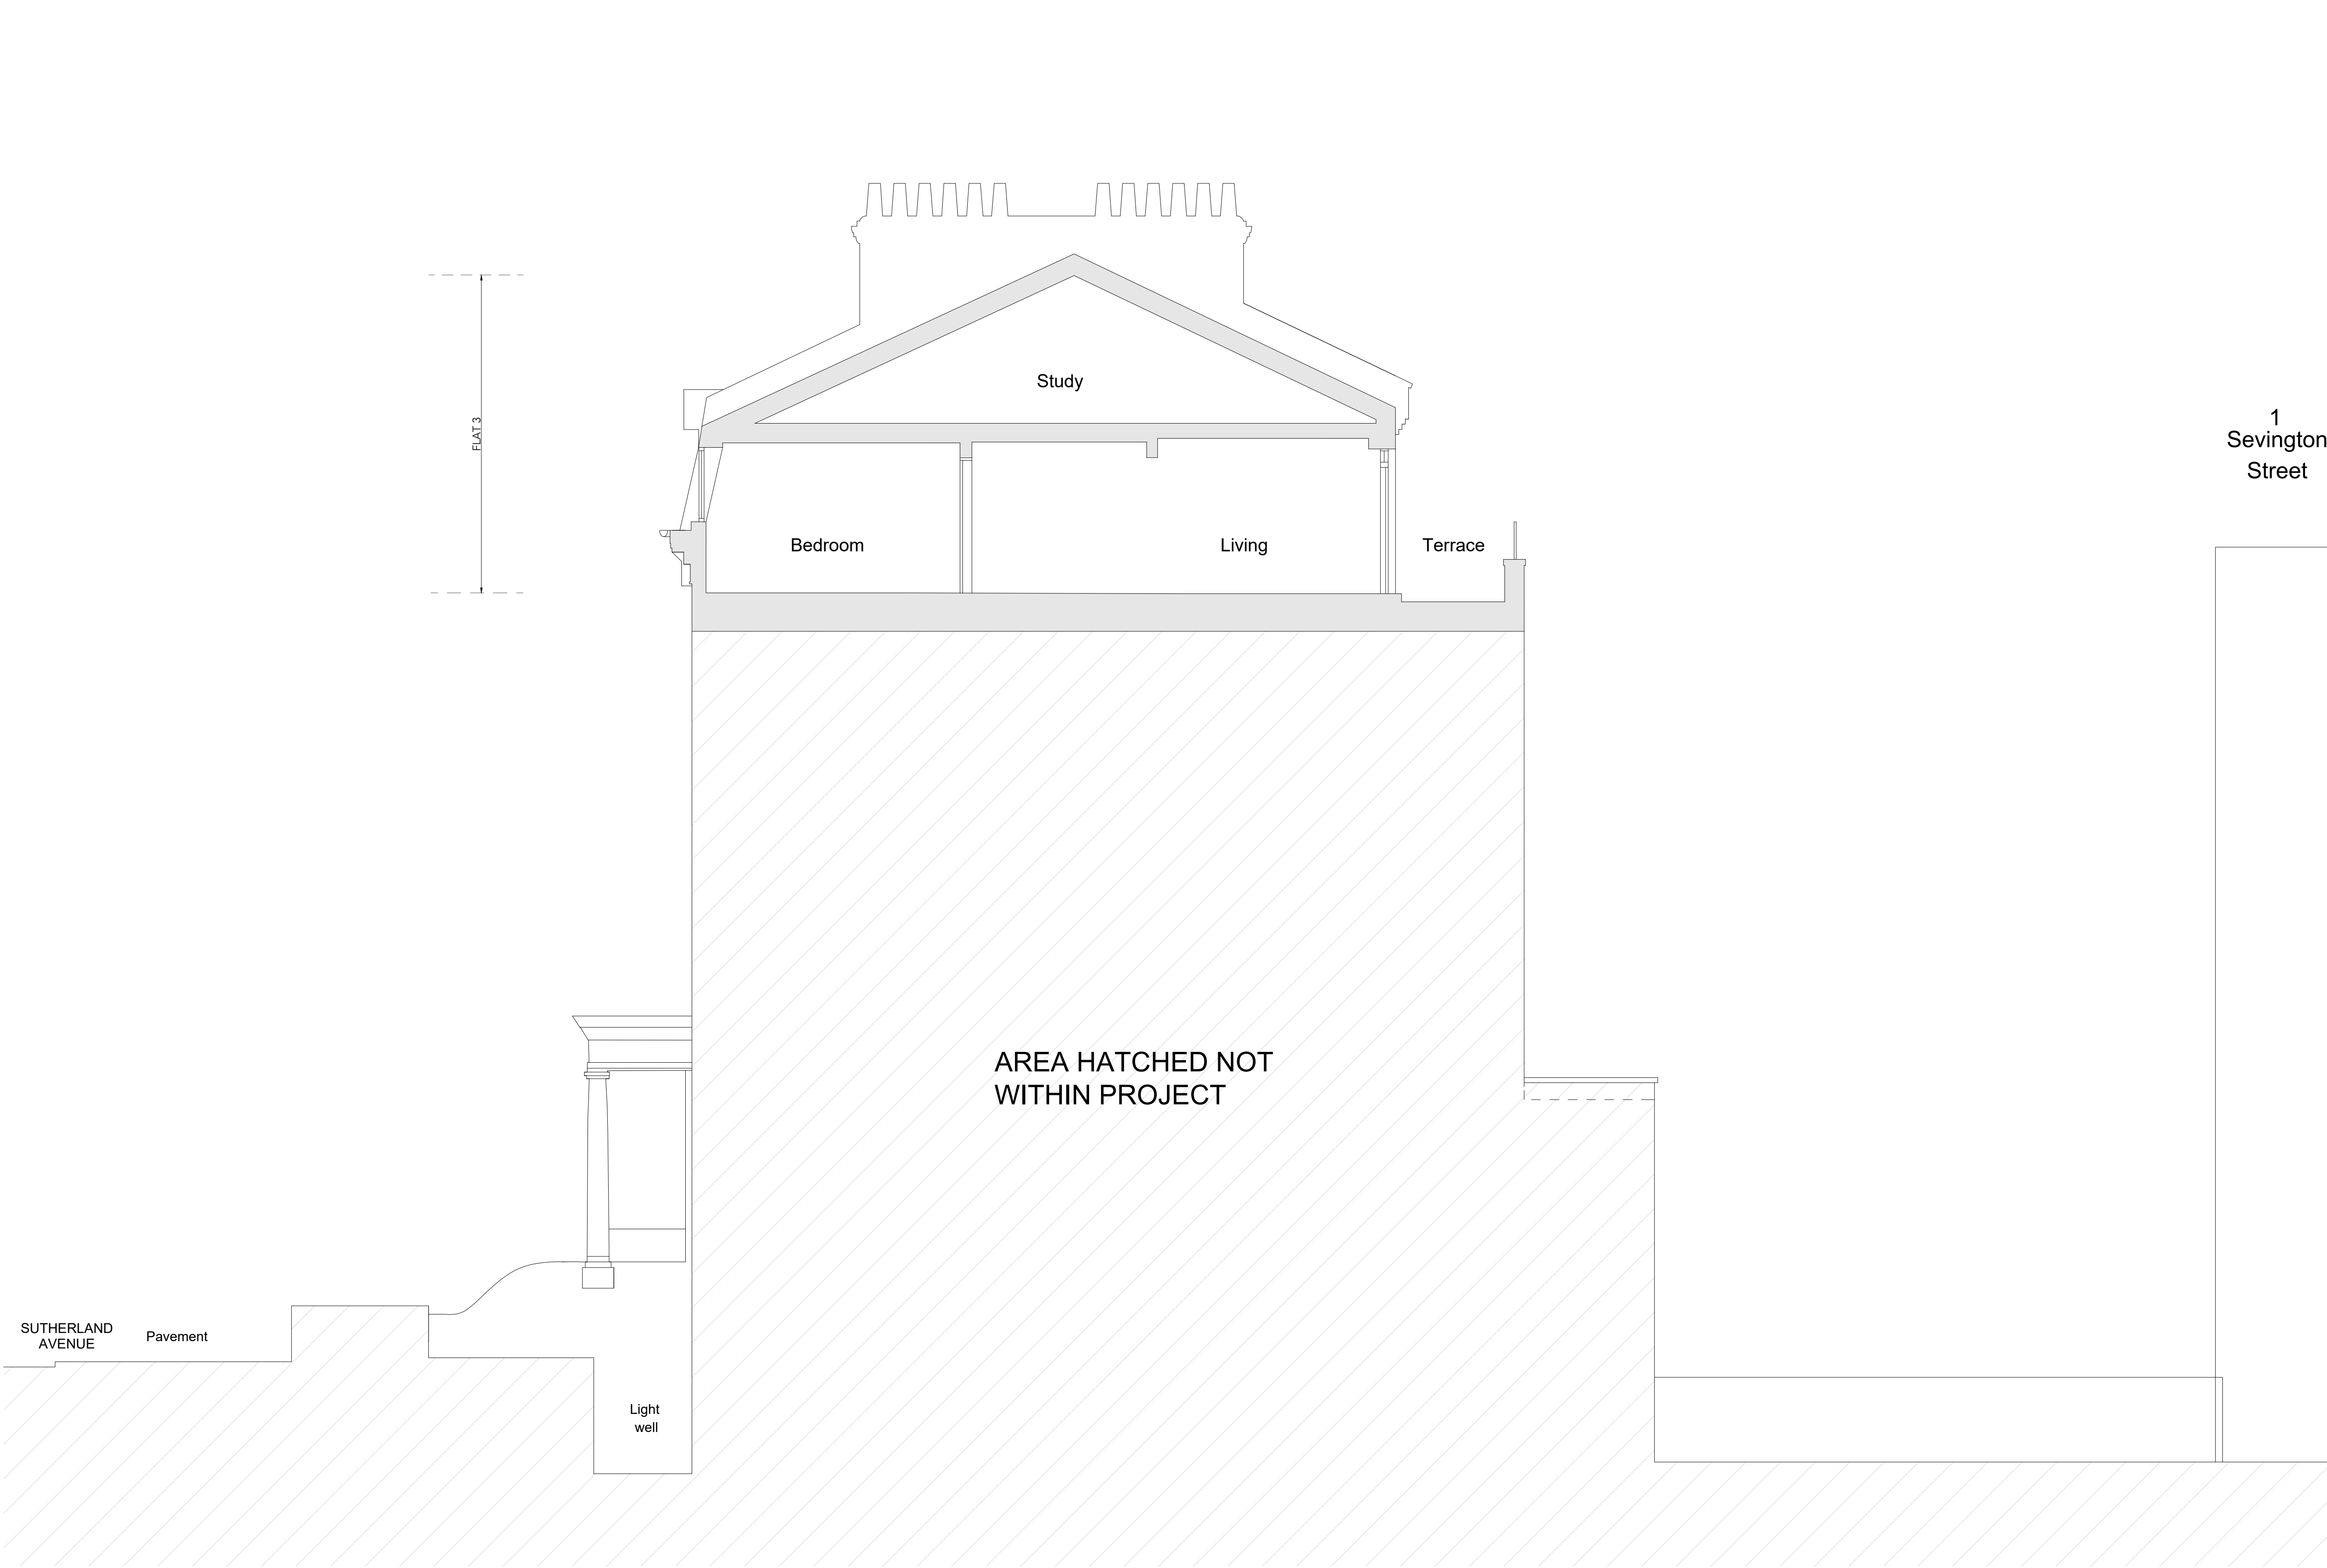 Study
FLAT 3
1
Sevington
Street
Bedroom
Living
Terrace
AREA HATCHED NOT
WITHIN PROJECT
SUTHERLAND
AVENUE
Pavement
Light
well